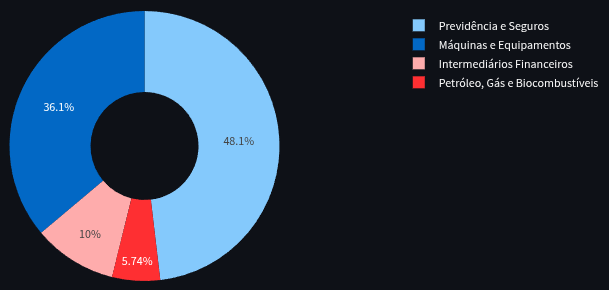 Previdência e Seguros
Máquinas e Equipamentos
Intermediários Financeiros
Petróleo, Gás e Biocombustíveis
36.1%
48.1%
10%
5.74%